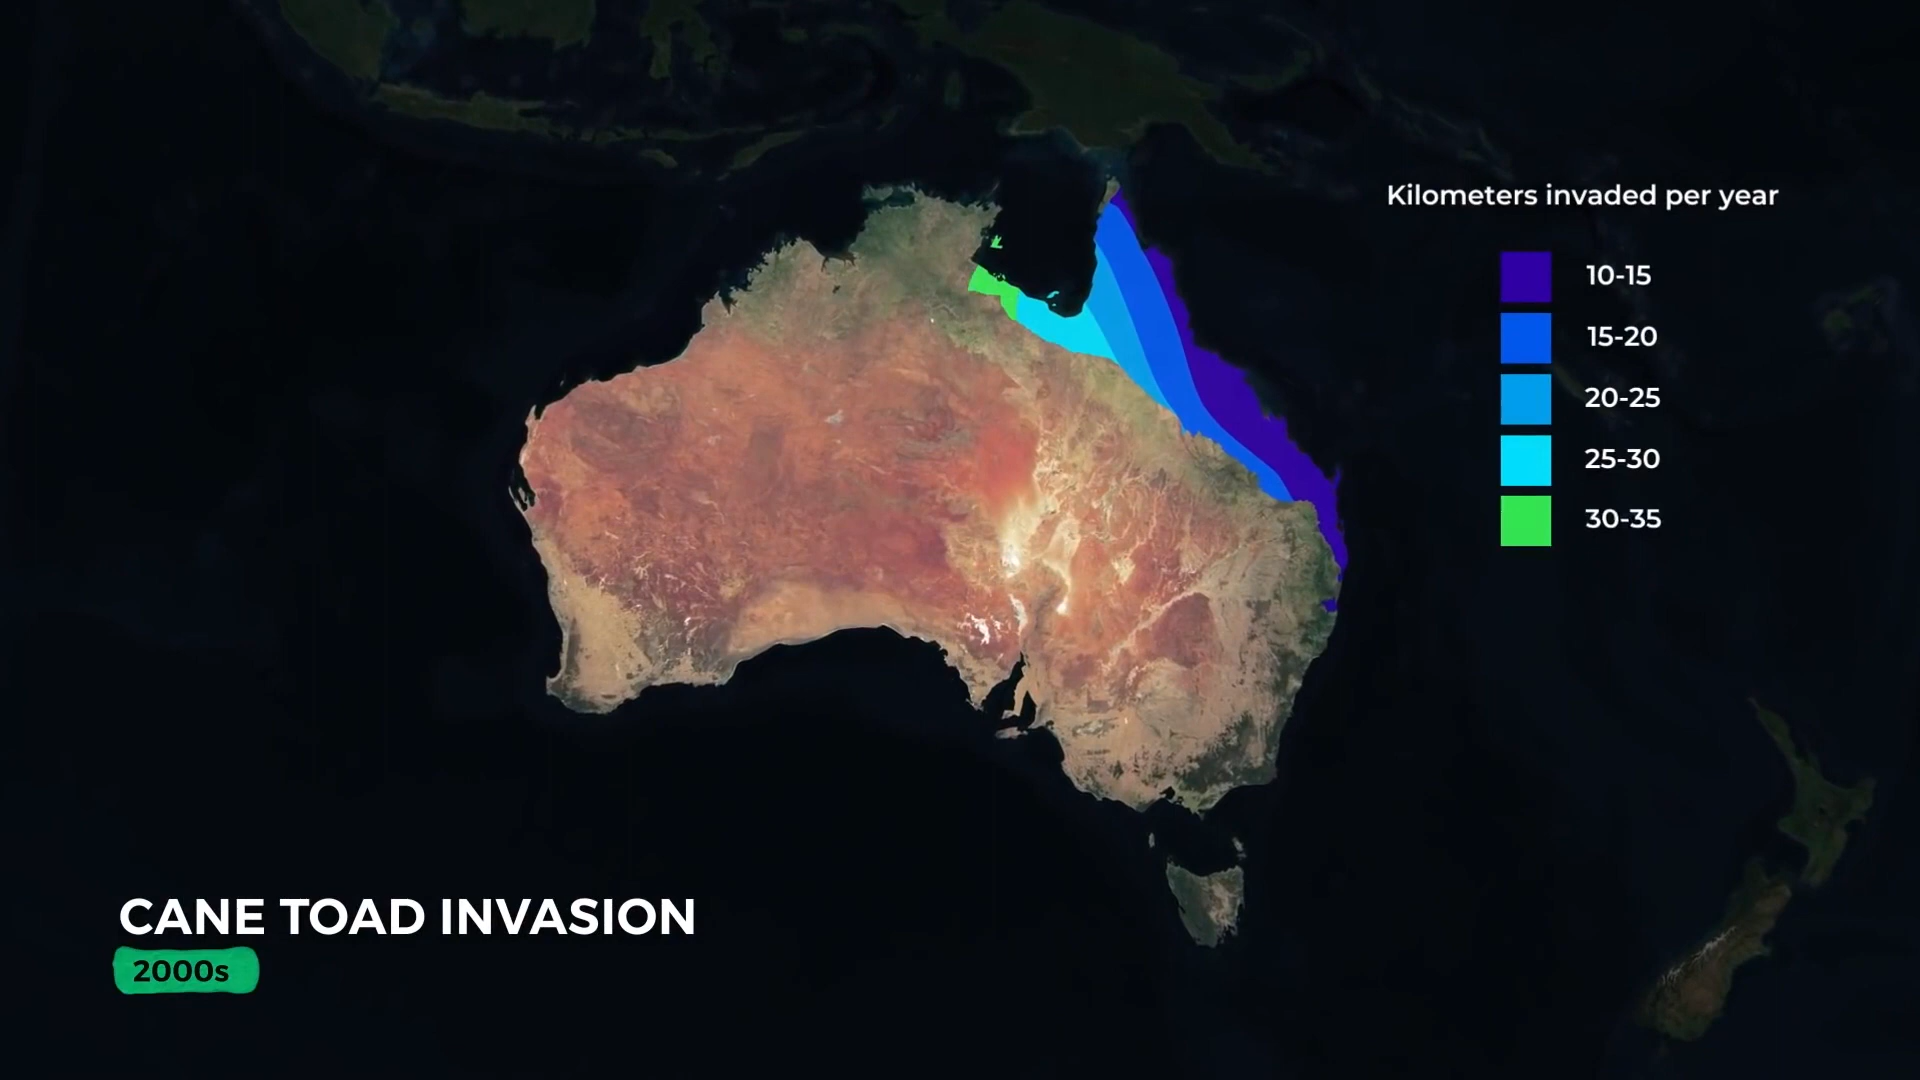 Kilometers invaded per year
10-15
15-20
20-25
25-30
30-35
CANE TOAD INVASION
2000s